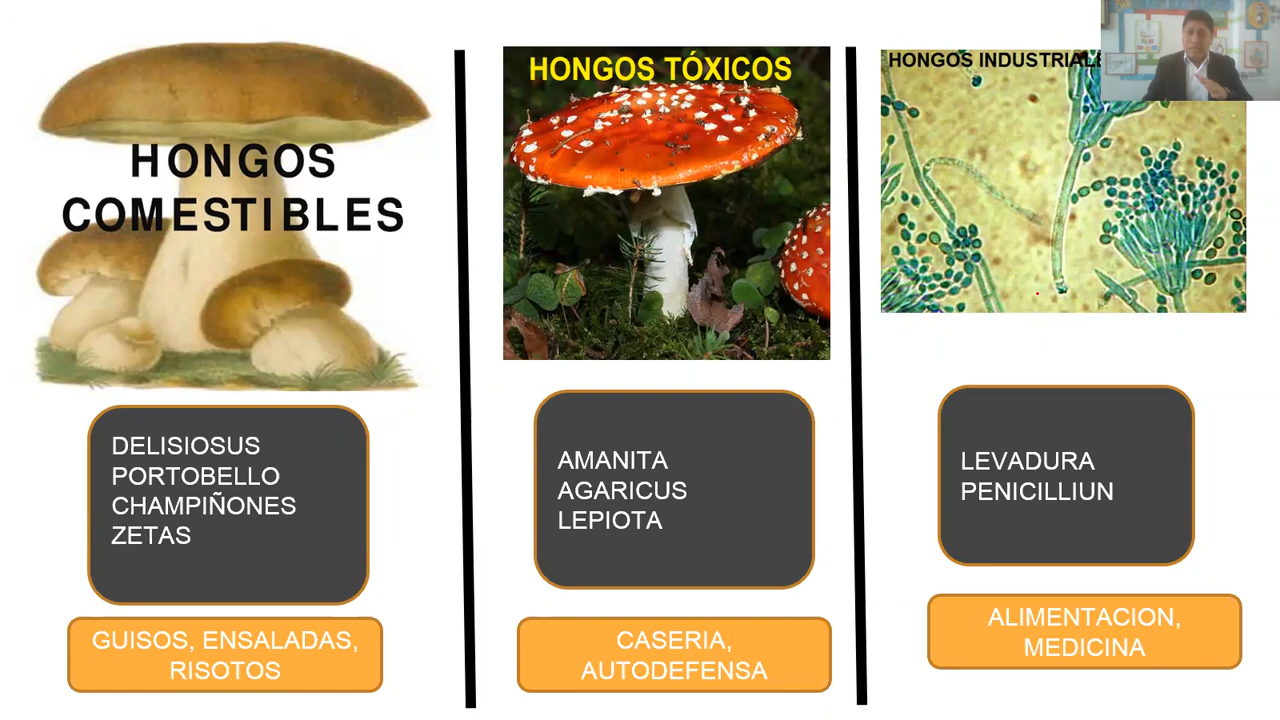 HONGOS
COMESTIBLES
DELISIOSUS
PORTOBELLO
CHAMPIÑONES
ZETAS
GUISOS, ENSALADAS,
RISOTOS
HONGOS TÓXICOS
AMANITA
AGARICUS
LEPIOTA
CASERIA,
AUTODEFENSA
HONGOS INDUSTRIALE
LEVADURA
PENICILLIUN
ALIMENTACION,
MEDICINA